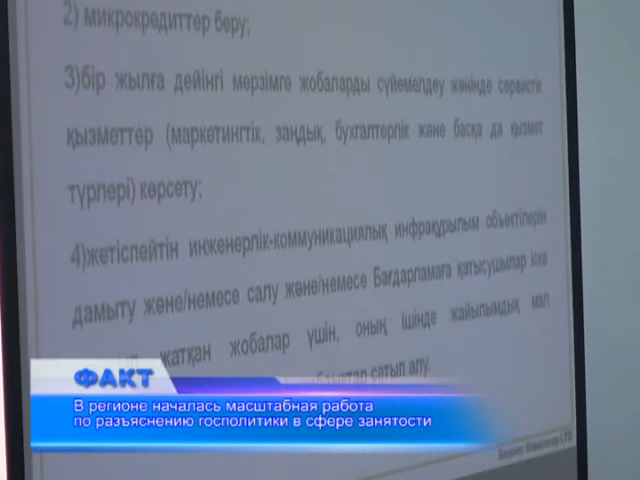 2) микрокредиттер беру;
3)бір жылға дейінгі мерзімге жобаларды сүйемелдеу жөнінде сервистік
қызметтер (маркетингтік, заңдық, бухгалтерлік және басқа да қызмет
түрлері) көрсету;
4)жетіспейтін инженерлік-коммуникациялық инфрақұрылым объектілерін
дамыту және/немесе салу және/немесе Бағдарламаға қатысушылар іске
жатқан жобалар үшін, оның ішінде жайылымдық мал
сатып алу.
ФАКТ
В регионе началась масштабная работа
по разъяснению госполитики в сфере занятости